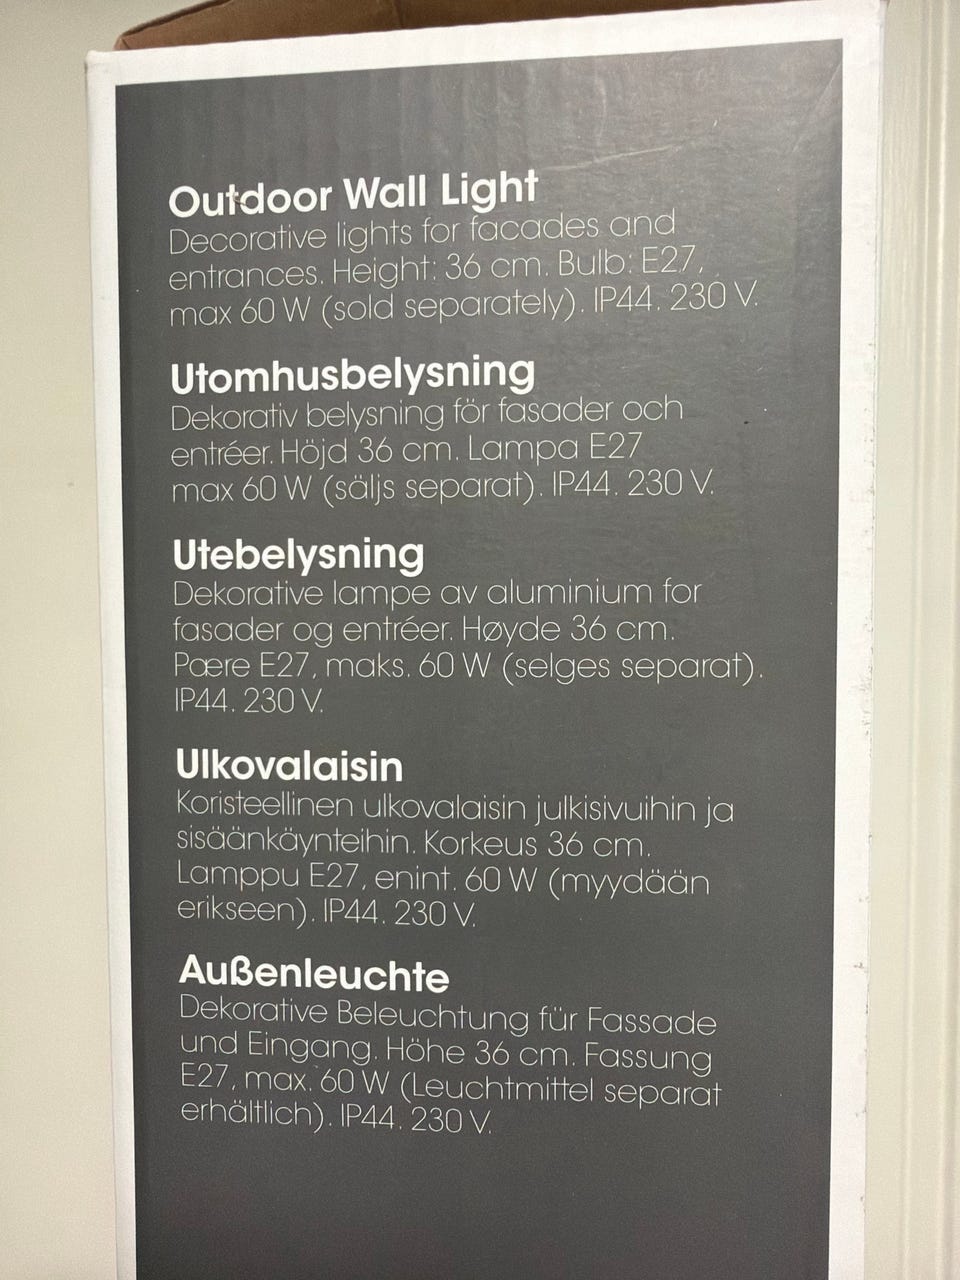 Outdoor Wall Light
Decorative lights for facades and
entrances. Height: 36 cm. Bulb: E27,
max 60 W (sold separately). IP44. 230 V.
Utomhusbelysning
Dekorativ belysning för fasader och
entréer. Höjd 36 cm. Lampa E27
max 60 W (säljs separat). IP44. 230 V.
Utebelysning
Dekorative lampe av aluminium for
fasader og entréer. Høyde 36 cm.
Pære E27, maks. 60 W (selges separat).
IP44. 230 V.
Ulkovalaisin
Koristeellinen ulkovalaisin julkisivuihin ja
sisäänkäynteihin. Korkeus 36 cm.
Lamppu E27, enint. 60 W (myydään
erikseen). IP44. 230 V.
Außenleuchte
Dekorative Beleuchtung für Fassade
und Eingang. Höhe 36 cm. Fassung
E27, max. 60 W (Leuchtmittel separat
erhältlich). IP44. 230 V.